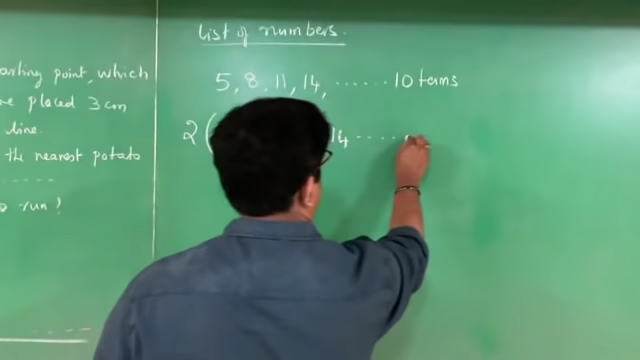 List of numbers.
5, 8, 11, 14, ...... 10 terms
2 ( 14 .....
point, which
placed 3 cm
line.
the nearest potato
......
run?